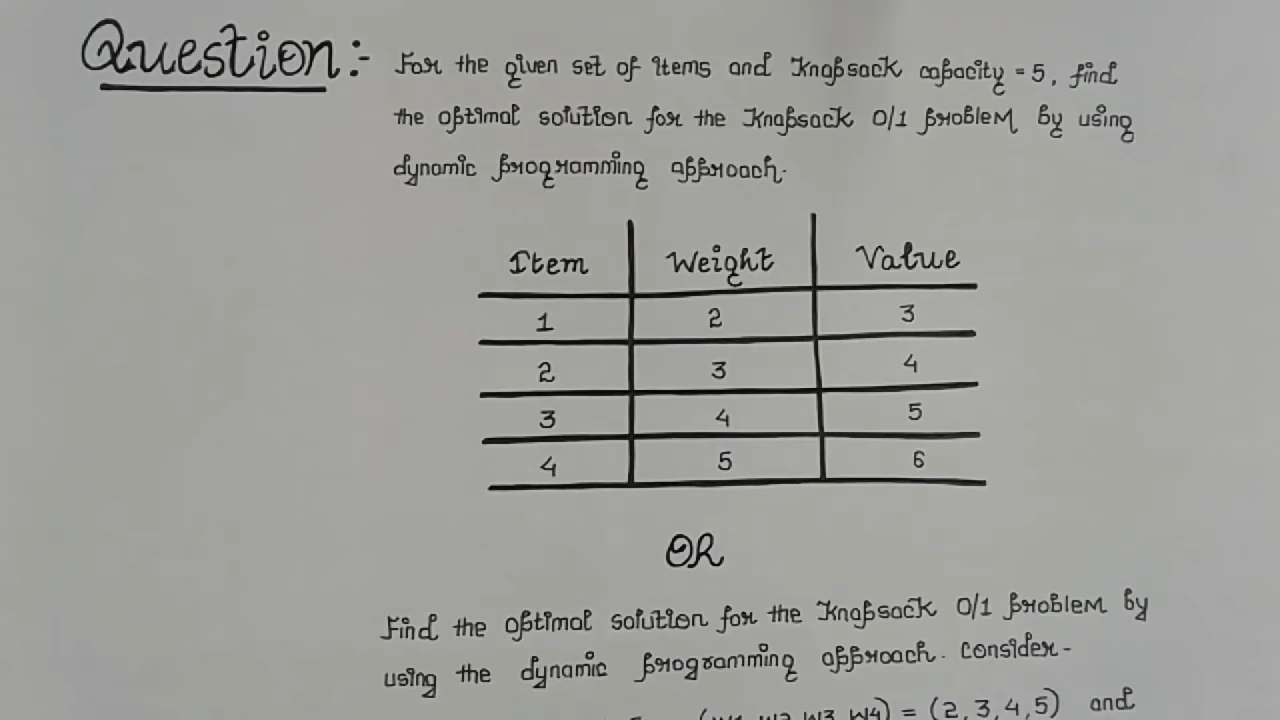 Question:-
For the given set of items and Knapsack capacity = 5, find
the optimal solution for the Knapsack 0/1 problem by using
dynamic programming approach.
Item Weight Value
1 2 3
2 3 4
3 4 5
4 5 6
OR
Find the optimal solution for the Knapsack 0/1 problem by
using the dynamic programming approach. Consider-
(W1 W2 W3 W4) = (2,3,4,5) and